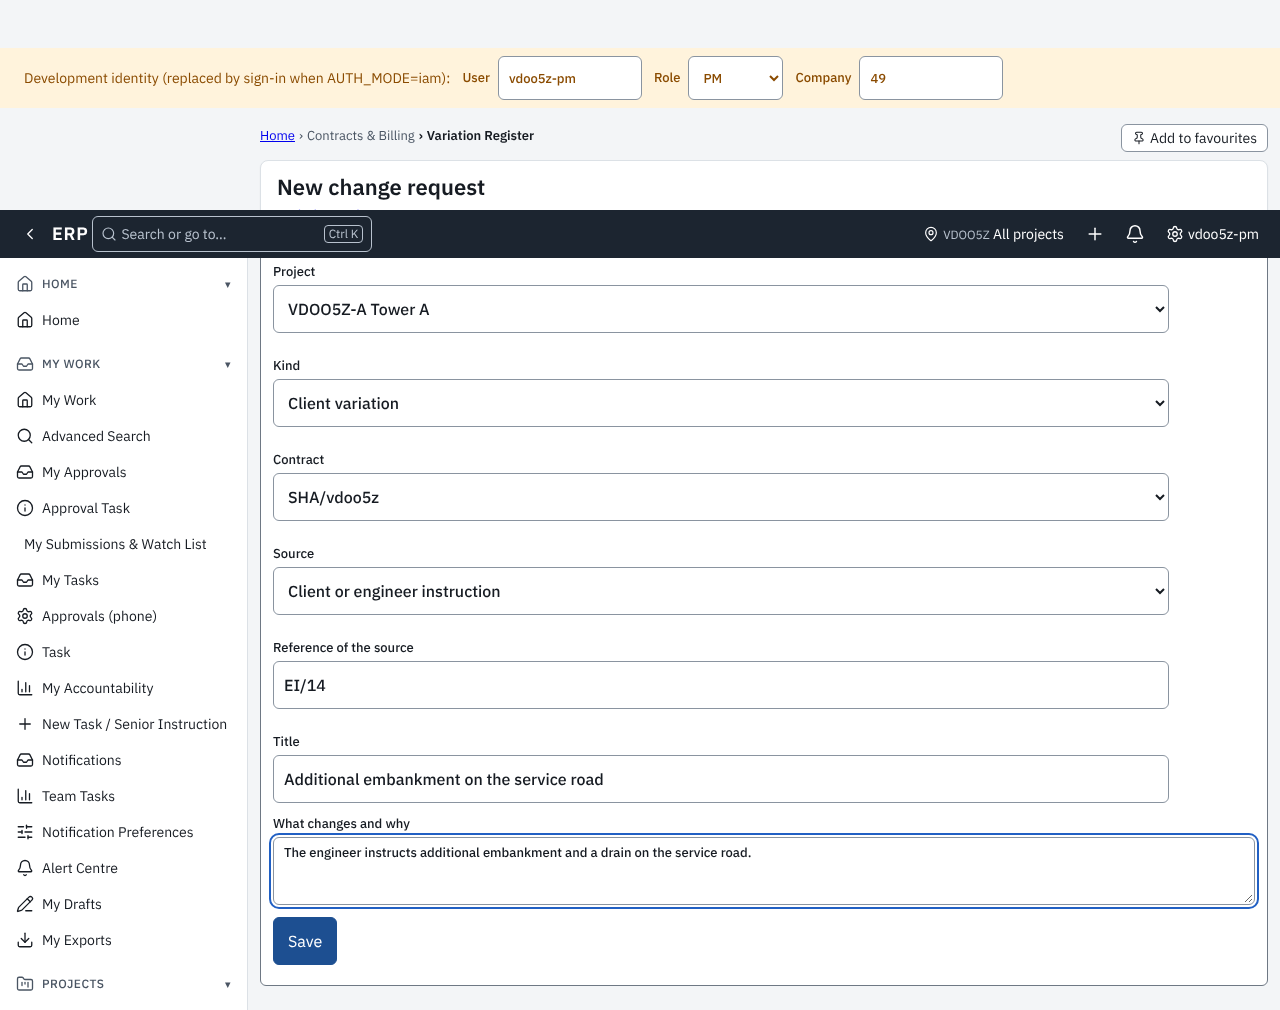 Development identity (replaced by sign-in when AUTH_MODE=iam): User vdoo5z-pm Role PM Company 49
Home › Contracts & Billing › Variation Register
Add to favourites
New change request
ERP Search or go to... Ctrl K VDOO5Z All projects vdoo5z-pm
HOME
Home
MY WORK
My Work
Advanced Search
My Approvals
Approval Task
My Submissions & Watch List
My Tasks
Approvals (phone)
Task
My Accountability
New Task / Senior Instruction
Notifications
Team Tasks
Notification Preferences
Alert Centre
My Drafts
My Exports
PROJECTS
Project
VDOO5Z-A Tower A
Kind
Client variation
Contract
SHA/vdoo5z
Source
Client or engineer instruction
Reference of the source
EI/14
Title
Additional embankment on the service road
What changes and why
The engineer instructs additional embankment and a drain on the service road.
Save